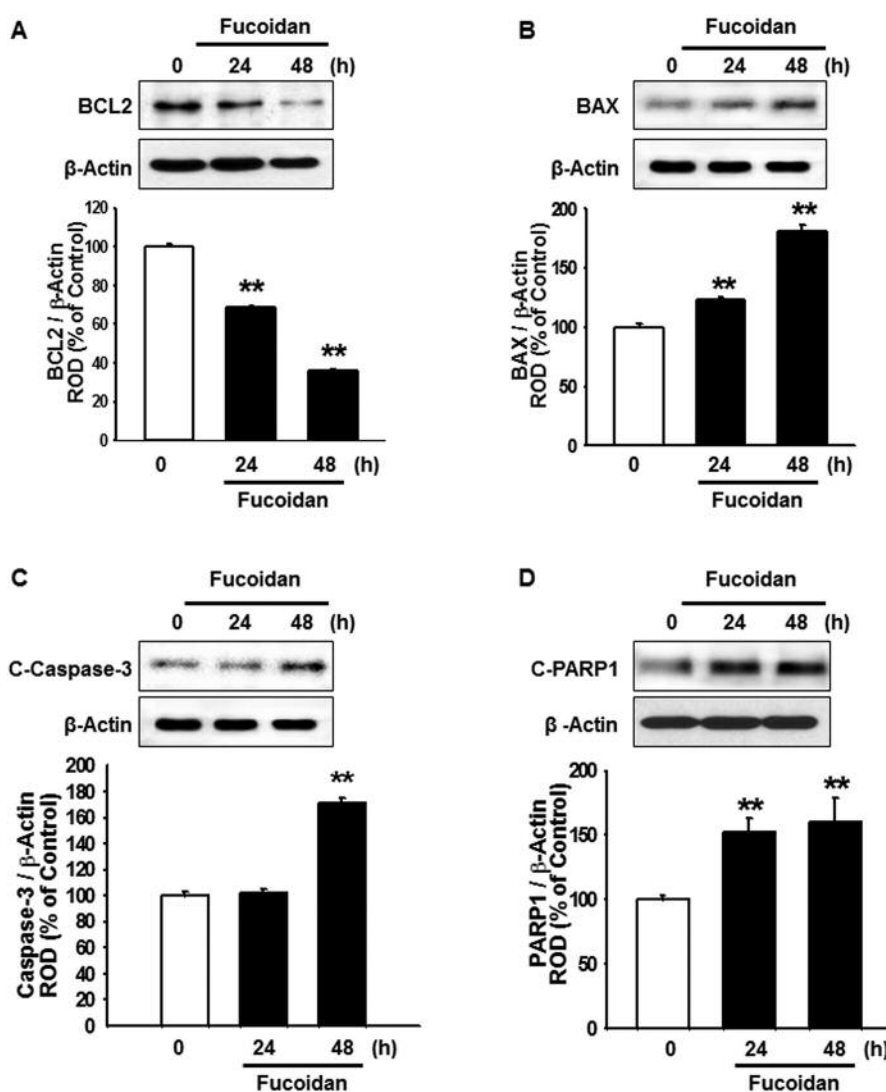 A
Fucoidan
0 24 48 (h)
BCL2
β-Actin
BCL2 / β-Actin
ROD (% of Control)
120
100
80
60
40
20
0
**
**
0 24 48 (h)
Fucoidan
B
Fucoidan
0 24 48 (h)
BAX
β-Actin
BAX / β-Actin
ROD (% of Control)
200
150
100
50
0
**
**
0 24 48 (h)
Fucoidan
C
Fucoidan
0 24 48 (h)
C-Caspase-3
β-Actin
Caspase-3 / β-Actin
ROD (% of Control)
200
180
160
140
120
100
80
60
40
20
0
**
0 24 48 (h)
Fucoidan
D
Fucoidan
0 24 48 (h)
C-PARP1
β -Actin
PARP1 / β-Actin
ROD (% of Control)
200
150
100
50
0
**
**
0 24 48 (h)
Fucoidan